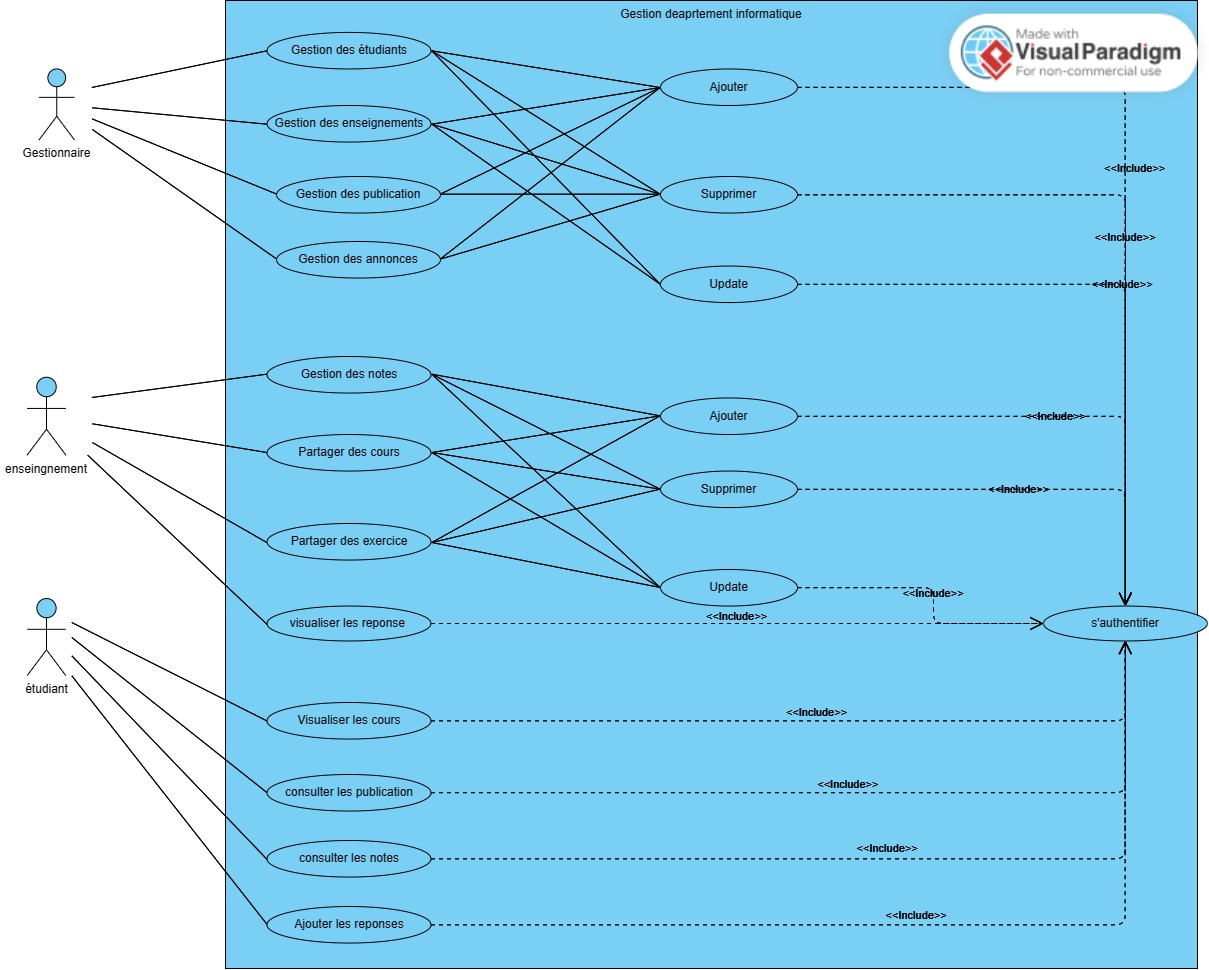 Gestion deaprtement informatique
Made with
VisualParadigm
For non-commercial use
Gestionnaire
Gestion des étudiants
Gestion des enseignements
Gestion des publication
Gestion des annonces
Ajouter
Supprimer
Update
<<Include>>
<<Include>>
<<Include>>
enseingnement
Gestion des notes
Partager des cours
Partager des exercice
visualiser les reponse
Ajouter
Supprimer
Update
<<Include>>
<<Include>>
<<Include>>
<<Include>>
s'authentifier
étudiant
Visualiser les cours
<<Include>>
consulter les publication
<<Include>>
consulter les notes
<<Include>>
Ajouter les reponses
<<Include>>